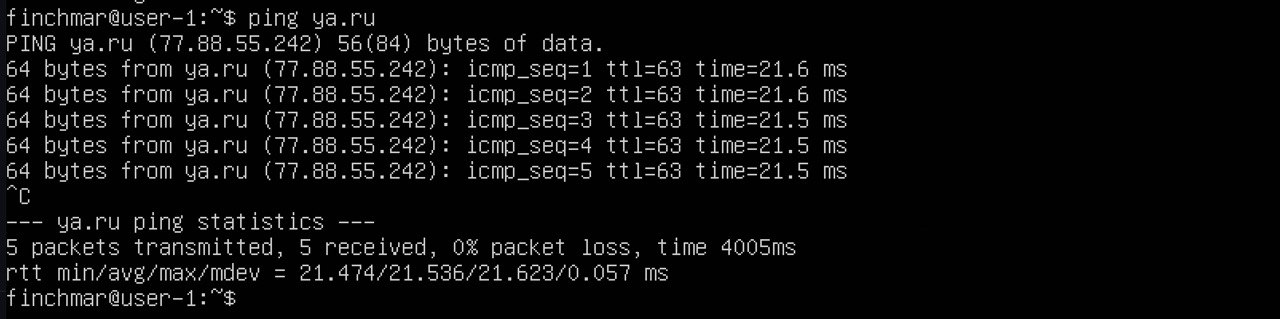 finchmar@user-1:~$ ping ya.ru
PING ya.ru (77.88.55.242) 56(84) bytes of data.
64 bytes from ya.ru (77.88.55.242): icmp_seq=1 ttl=63 time=21.6 ms
64 bytes from ya.ru (77.88.55.242): icmp_seq=2 ttl=63 time=21.6 ms
64 bytes from ya.ru (77.88.55.242): icmp_seq=3 ttl=63 time=21.5 ms
64 bytes from ya.ru (77.88.55.242): icmp_seq=4 ttl=63 time=21.5 ms
64 bytes from ya.ru (77.88.55.242): icmp_seq=5 ttl=63 time=21.5 ms
^C
--- ya.ru ping statistics ---
5 packets transmitted, 5 received, 0% packet loss, time 4005ms
rtt min/avg/max/mdev = 21.474/21.536/21.623/0.057 ms
finchmar@user-1:~$